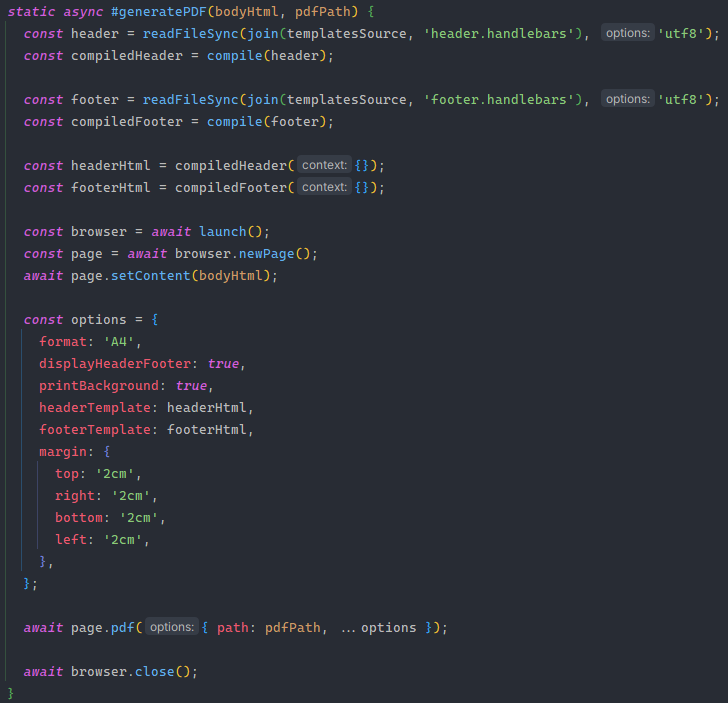 static async #generatePDF(bodyHtml, pdfPath) {
const header = readFileSync(join(templatesSource, 'header.handlebars'), options: 'utf8');
const compiledHeader = compile(header);
const footer = readFileSync(join(templatesSource, 'footer.handlebars'), options: 'utf8');
const compiledFooter = compile(footer);
const headerHtml = compiledHeader( context: {});
const footerHtml = compiledFooter( context: {});
const browser = await launch();
const page = await browser.newPage();
await page.setContent(bodyHtml);
const options = {
format: 'A4',
displayHeaderFooter: true,
printBackground: true,
headerTemplate: headerHtml,
footerTemplate: footerHtml,
margin: {
top: '2cm',
right: '2cm',
bottom: '2cm',
left: '2cm',
},
};
await page.pdf( options: { path: pdfPath, ...options });
await browser.close();
}